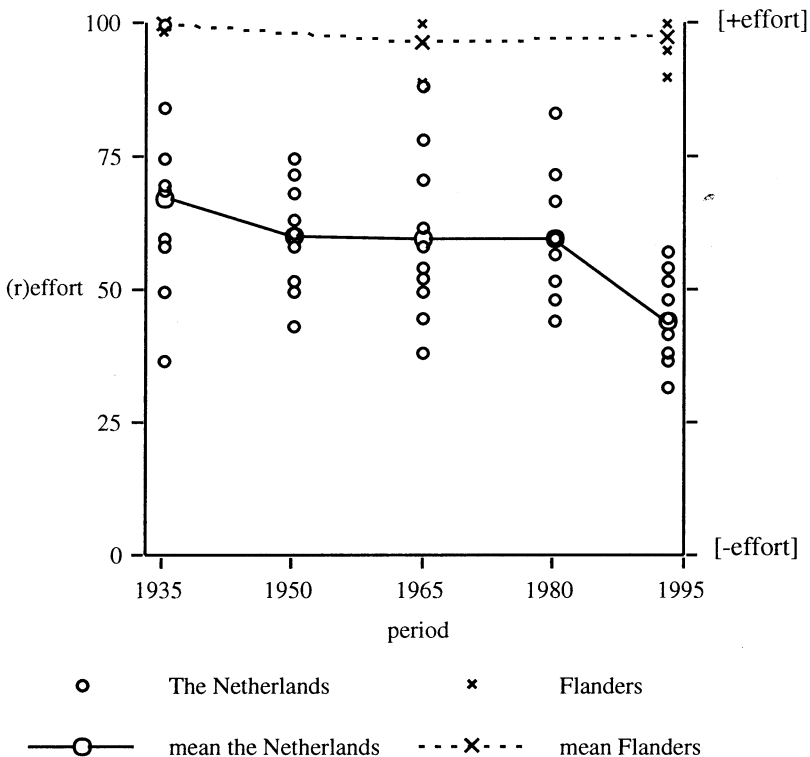 100 [+effort]
75
(r)effort 50
25
0 [-effort]
1935 1950 1965 1980 1995
period
The Netherlands Flanders
mean the Netherlands mean Flanders